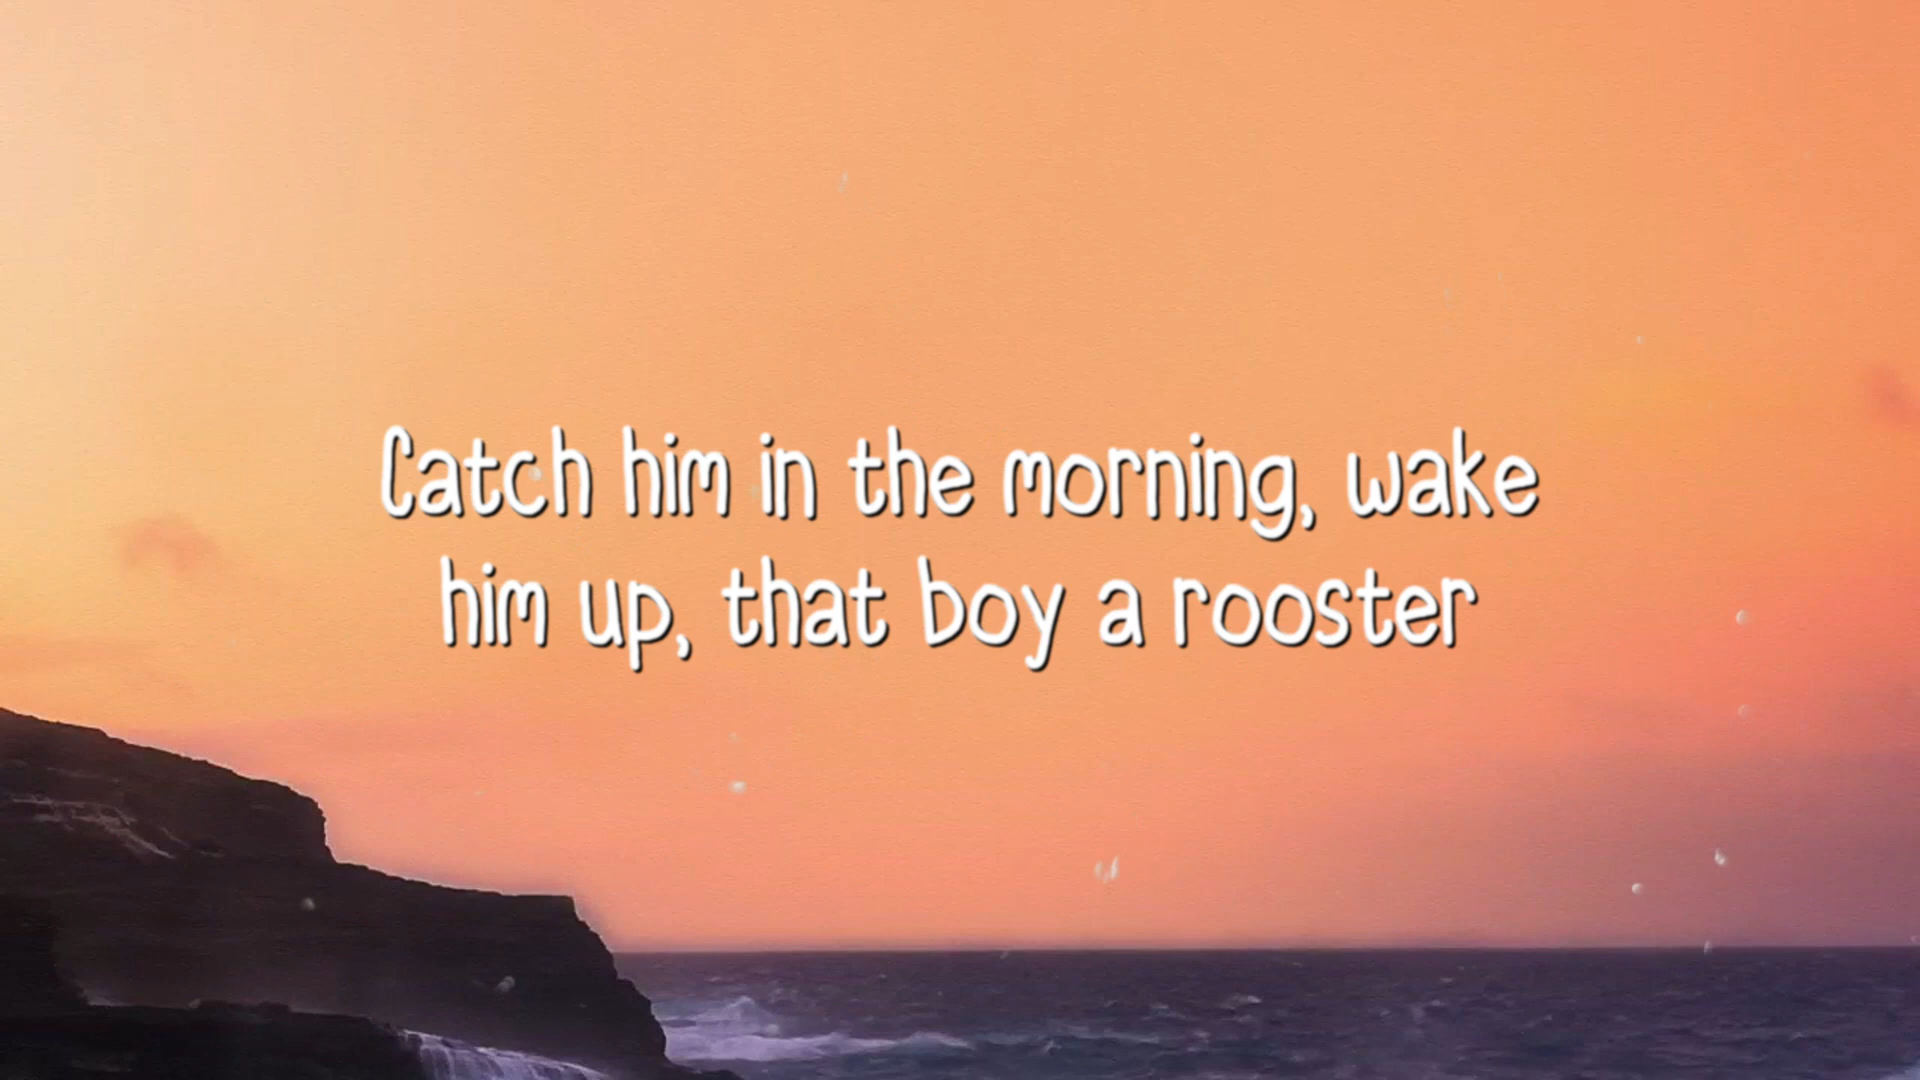 Catch him in the morning, wake
him up, that boy a rooster